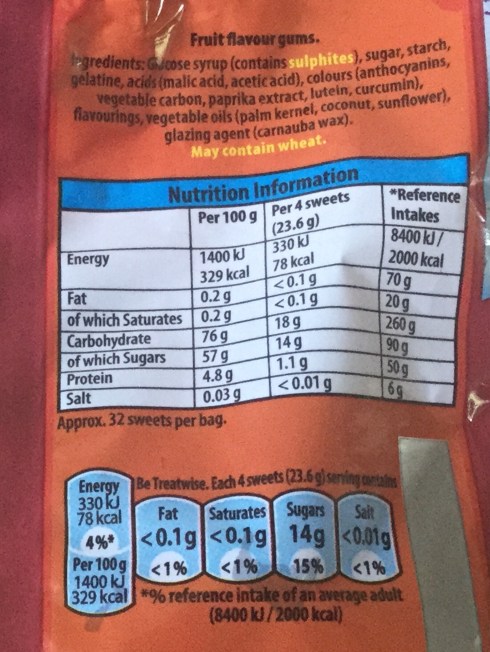 Fruit flavour gums.
Ingredients: Glucose syrup (contains sulphites), sugar, starch,
gelatine, acids (malic acid, acetic acid), colours (anthocyanins,
vegetable carbon, paprika extract, lutein, curcumin),
flavourings, vegetable oils (palm kernel, coconut, sunflower),
glazing agent (carnauba wax).
May contain wheat.
Nutrition Information
Per 100 g Per 4 sweets (23.6 g) *Reference Intakes
Energy 1400 kJ 330 kJ 8400 kJ /
329 kcal 78 kcal 2000 kcal
Fat 0.2 g <0.1 g 70 g
of which Saturates 0.2 g <0.1 g 20 g
Carbohydrate 76 g 18 g 260 g
of which Sugars 57 g 14 g 90 g
Protein 4.8 g 1.1 g 50 g
Salt 0.03 g <0.01 g 6 g
Approx. 32 sweets per bag.
Be Treatwise. Each 4 sweets (23.6 g) serving contains
Energy
330 kJ
78 kcal
4%*
Per 100 g
1400 kJ
329 kcal
Fat Saturates Sugars Salt
<0.1g <0.1g 14g <0.01g
<1% <1% 15% <1%
*% reference intake of an average adult
(8400 kJ / 2000 kcal)